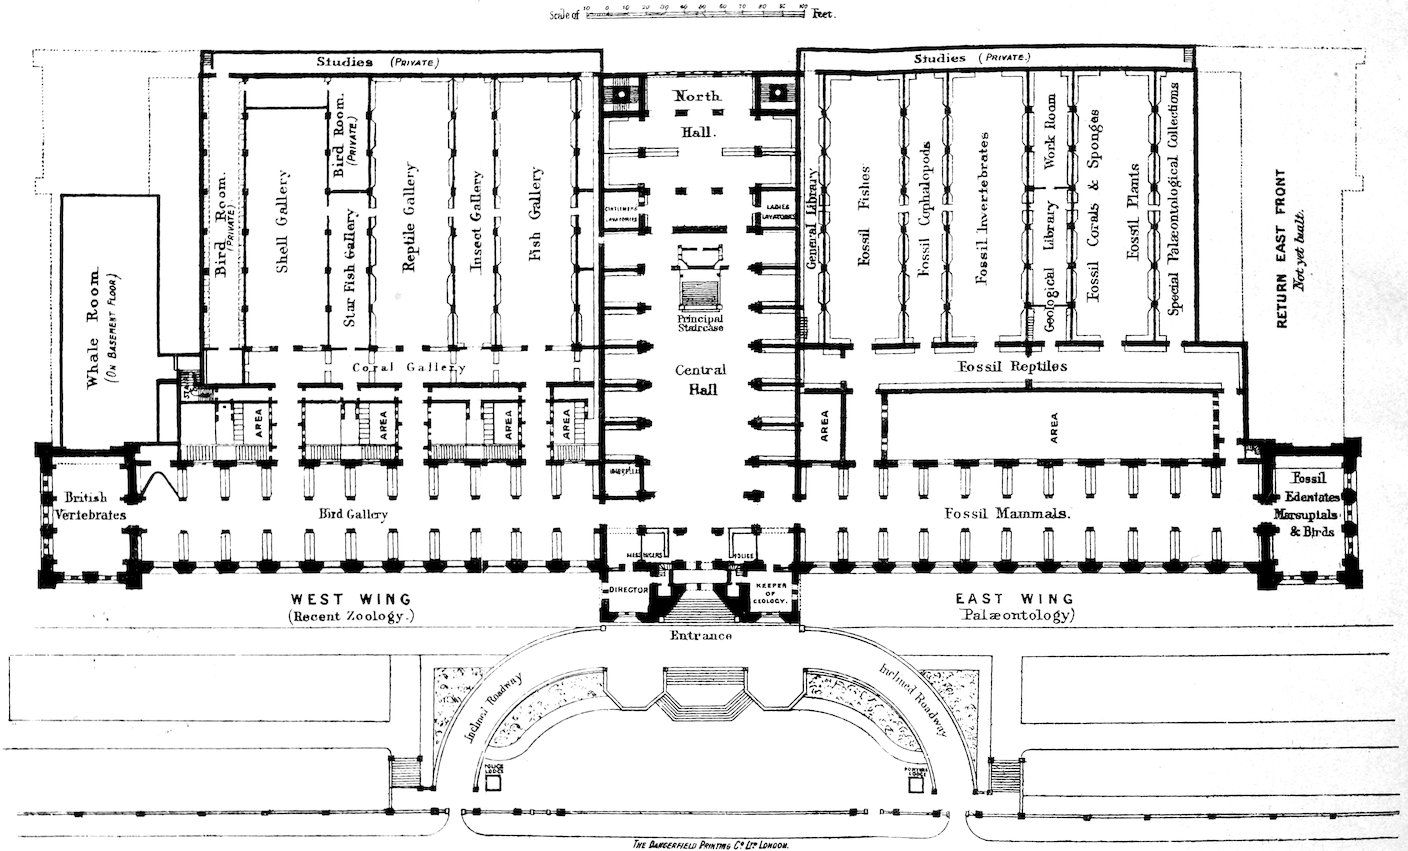 Scale of 10 0 10 20 30 40 50 60 70 80 90 100 Feet.
Studies (PRIVATE)
Studies (PRIVATE.)
North
Hall.
Bird Room. (PRIVATE)
Shell Gallery
Bird Room. (PRIVATE)
Star Fish Gallery
Reptile Gallery
Insect Gallery
Fish Gallery
LADIES
LAVATORIES
General Library
Fossil Fishes
Fossil Cephalopods
Fossil Invertebrates
Geological Library
Work Room
Fossil Corals & Sponges
Fossil Plants
Special Palæontological Collections
RETURN EAST FRONT
Not yet built.
Whale Room.
(ON BASEMENT FLOOR)
Principal
Staircase
Central
Hall
Coral Gallery
Fossil Reptiles
AREA
AREA
AREA
AREA
AREA
AREA
British
Vertebrates
Bird Gallery
Fossil Mammals.
Fossil
Edentates
Marsupials
& Birds
POLICE
DIRECTOR
KEEPER
OF
GEOLOGY.
WEST WING
(Recent Zoology.)
EAST WING
Palæontology)
Entrance
Inclined Roadway
Inclined Roadway
POLICE
LODGE
LODGE
THE DANGERFIELD PRINTING Co. LTD. LONDON.